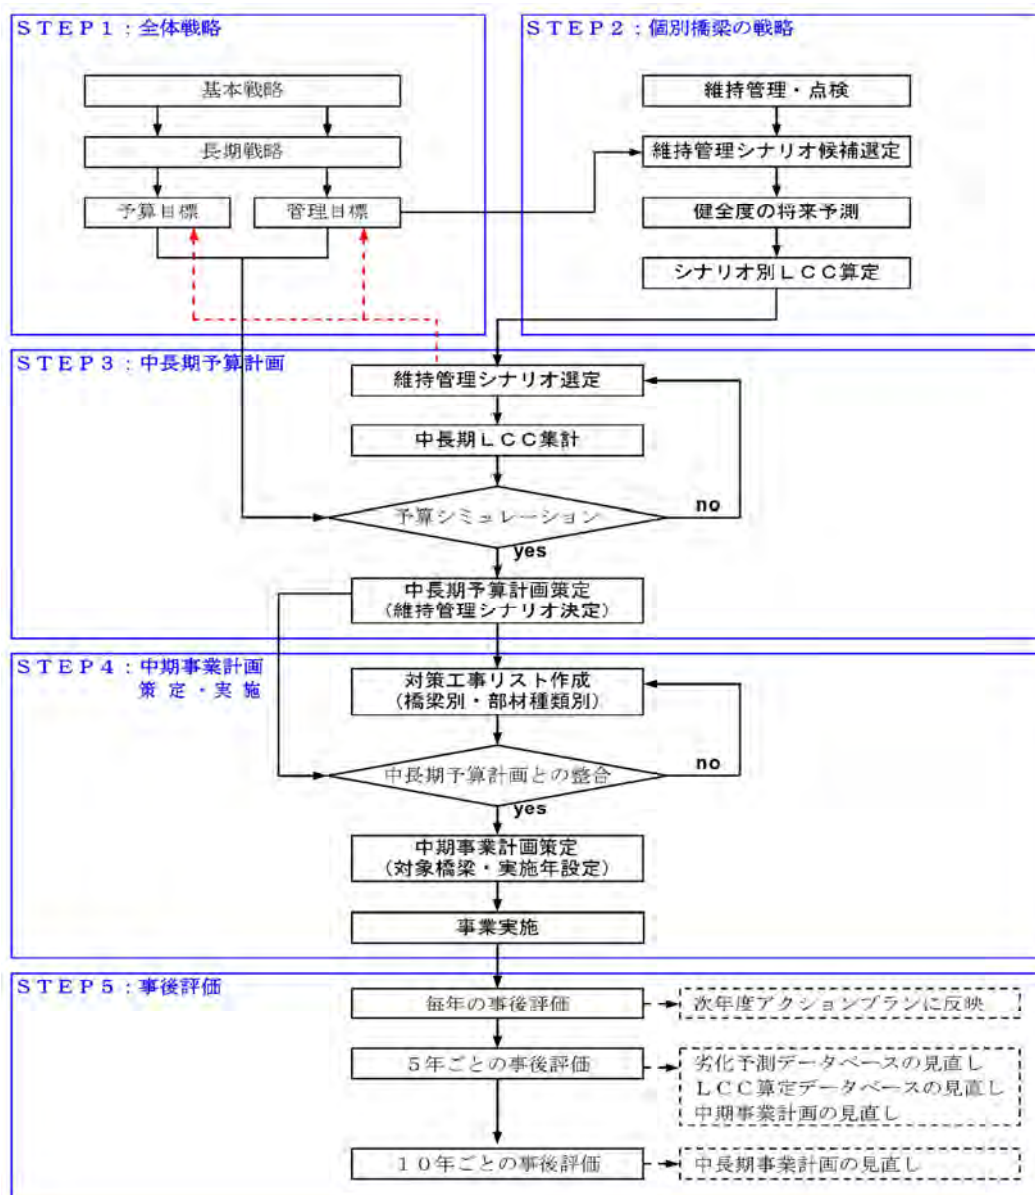 ＳＴＥＰ１：全体戦略
基本戦略
長期戦略
予算目標
管理目標
ＳＴＥＰ２：個別橋梁の戦略
維持管理・点検
維持管理シナリオ候補選定
健全度の将来予測
シナリオ別ＬＣＣ算定
ＳＴＥＰ３：中長期予算計画
維持管理シナリオ選定
中長期ＬＣＣ集計
予算シミュレーション
no
yes
中長期予算計画策定
（維持管理シナリオ決定）
ＳＴＥＰ４：中期事業計画
策定・実施
対策工事リスト作成
（橋梁別・部材種類別）
中長期予算計画との整合
no
yes
中期事業計画策定
（対象橋梁・実施年設定）
事業実施
ＳＴＥＰ５：事後評価
毎年の事後評価
次年度アクションプランに反映
５年ごとの事後評価
劣化予測データベースの見直し
ＬＣＣ算定データベースの見直し
中期事業計画の見直し
１０年ごとの事後評価
中長期事業計画の見直し